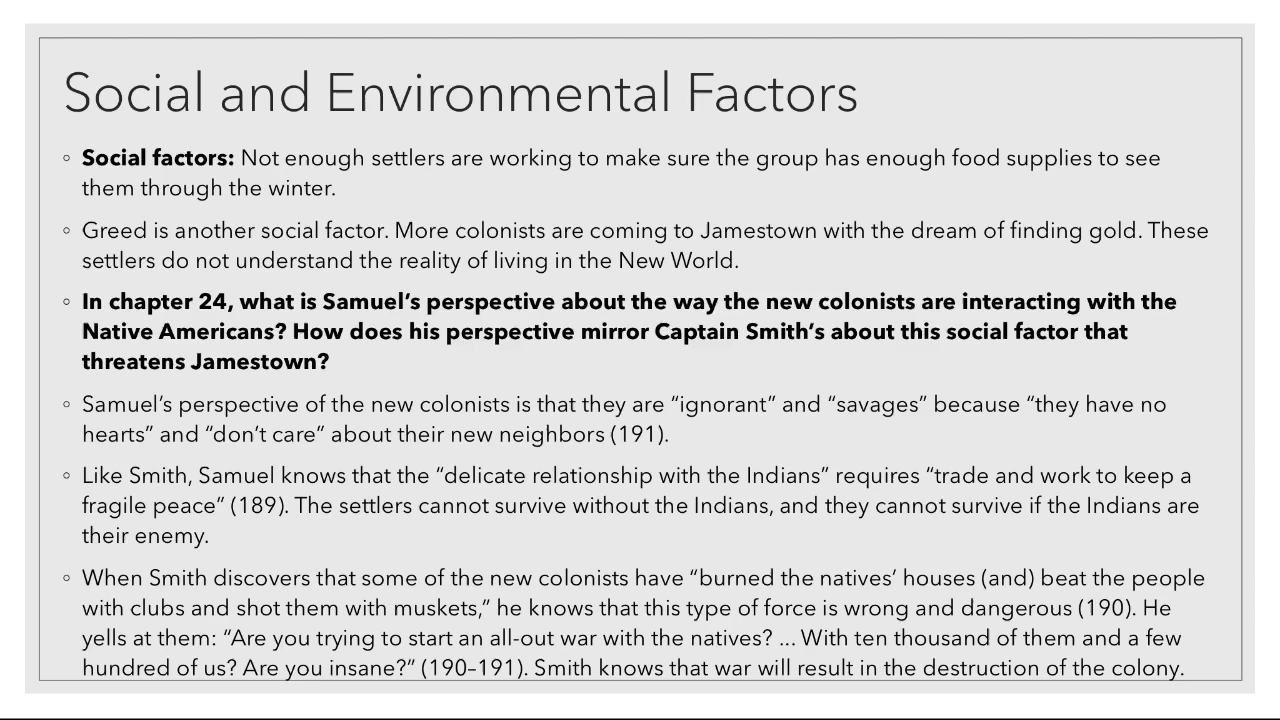 Social and Environmental Factors
◦ Social factors: Not enough settlers are working to make sure the group has enough food supplies to see
them through the winter.
◦ Greed is another social factor. More colonists are coming to Jamestown with the dream of finding gold. These
settlers do not understand the reality of living in the New World.
◦ In chapter 24, what is Samuel’s perspective about the way the new colonists are interacting with the
Native Americans? How does his perspective mirror Captain Smith’s about this social factor that
threatens Jamestown?
◦ Samuel’s perspective of the new colonists is that they are “ignorant” and “savages” because “they have no
hearts” and “don’t care” about their new neighbors (191).
◦ Like Smith, Samuel knows that the “delicate relationship with the Indians” requires “trade and work to keep a
fragile peace” (189). The settlers cannot survive without the Indians, and they cannot survive if the Indians are
their enemy.
◦ When Smith discovers that some of the new colonists have “burned the natives’ houses (and) beat the people
with clubs and shot them with muskets,” he knows that this type of force is wrong and dangerous (190). He
yells at them: “Are you trying to start an all-out war with the natives? ... With ten thousand of them and a few
hundred of us? Are you insane?” (190–191). Smith knows that war will result in the destruction of the colony.